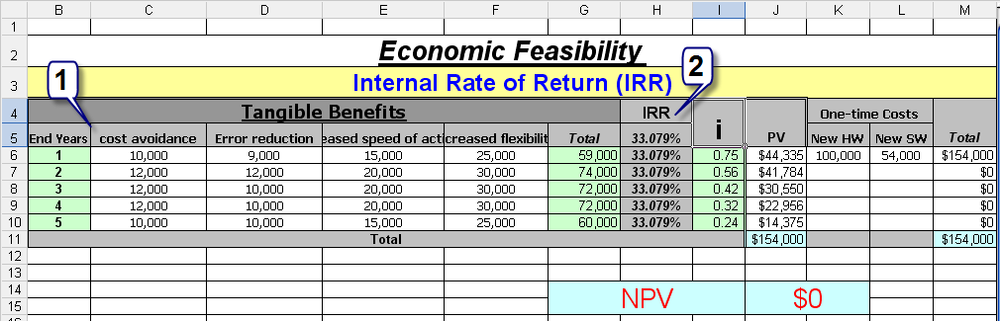 B C D E F G H I J K L M
1
2 Economic Feasibility
3 Internal Rate of Return (IRR)
1 2
4 Tangible Benefits IRR i PV One-time Costs Total
5 End Years cost avoidance Error reduction eased speed of acti creased flexibilit Total 33.079% New HW New SW
6 1 10,000 9,000 15,000 25,000 59,000 33.079% 0.75 $44,335 100,000 54,000 $154,000
7 2 12,000 12,000 20,000 30,000 74,000 33.079% 0.56 $41,784 $0
8 3 12,000 10,000 20,000 30,000 72,000 33.079% 0.42 $30,550 $0
9 4 12,000 10,000 20,000 30,000 72,000 33.079% 0.32 $22,956 $0
10 5 10,000 10,000 15,000 25,000 60,000 33.079% 0.24 $14,375 $0
11 Total $154,000 $154,000
12
13
14 NPV $0
15